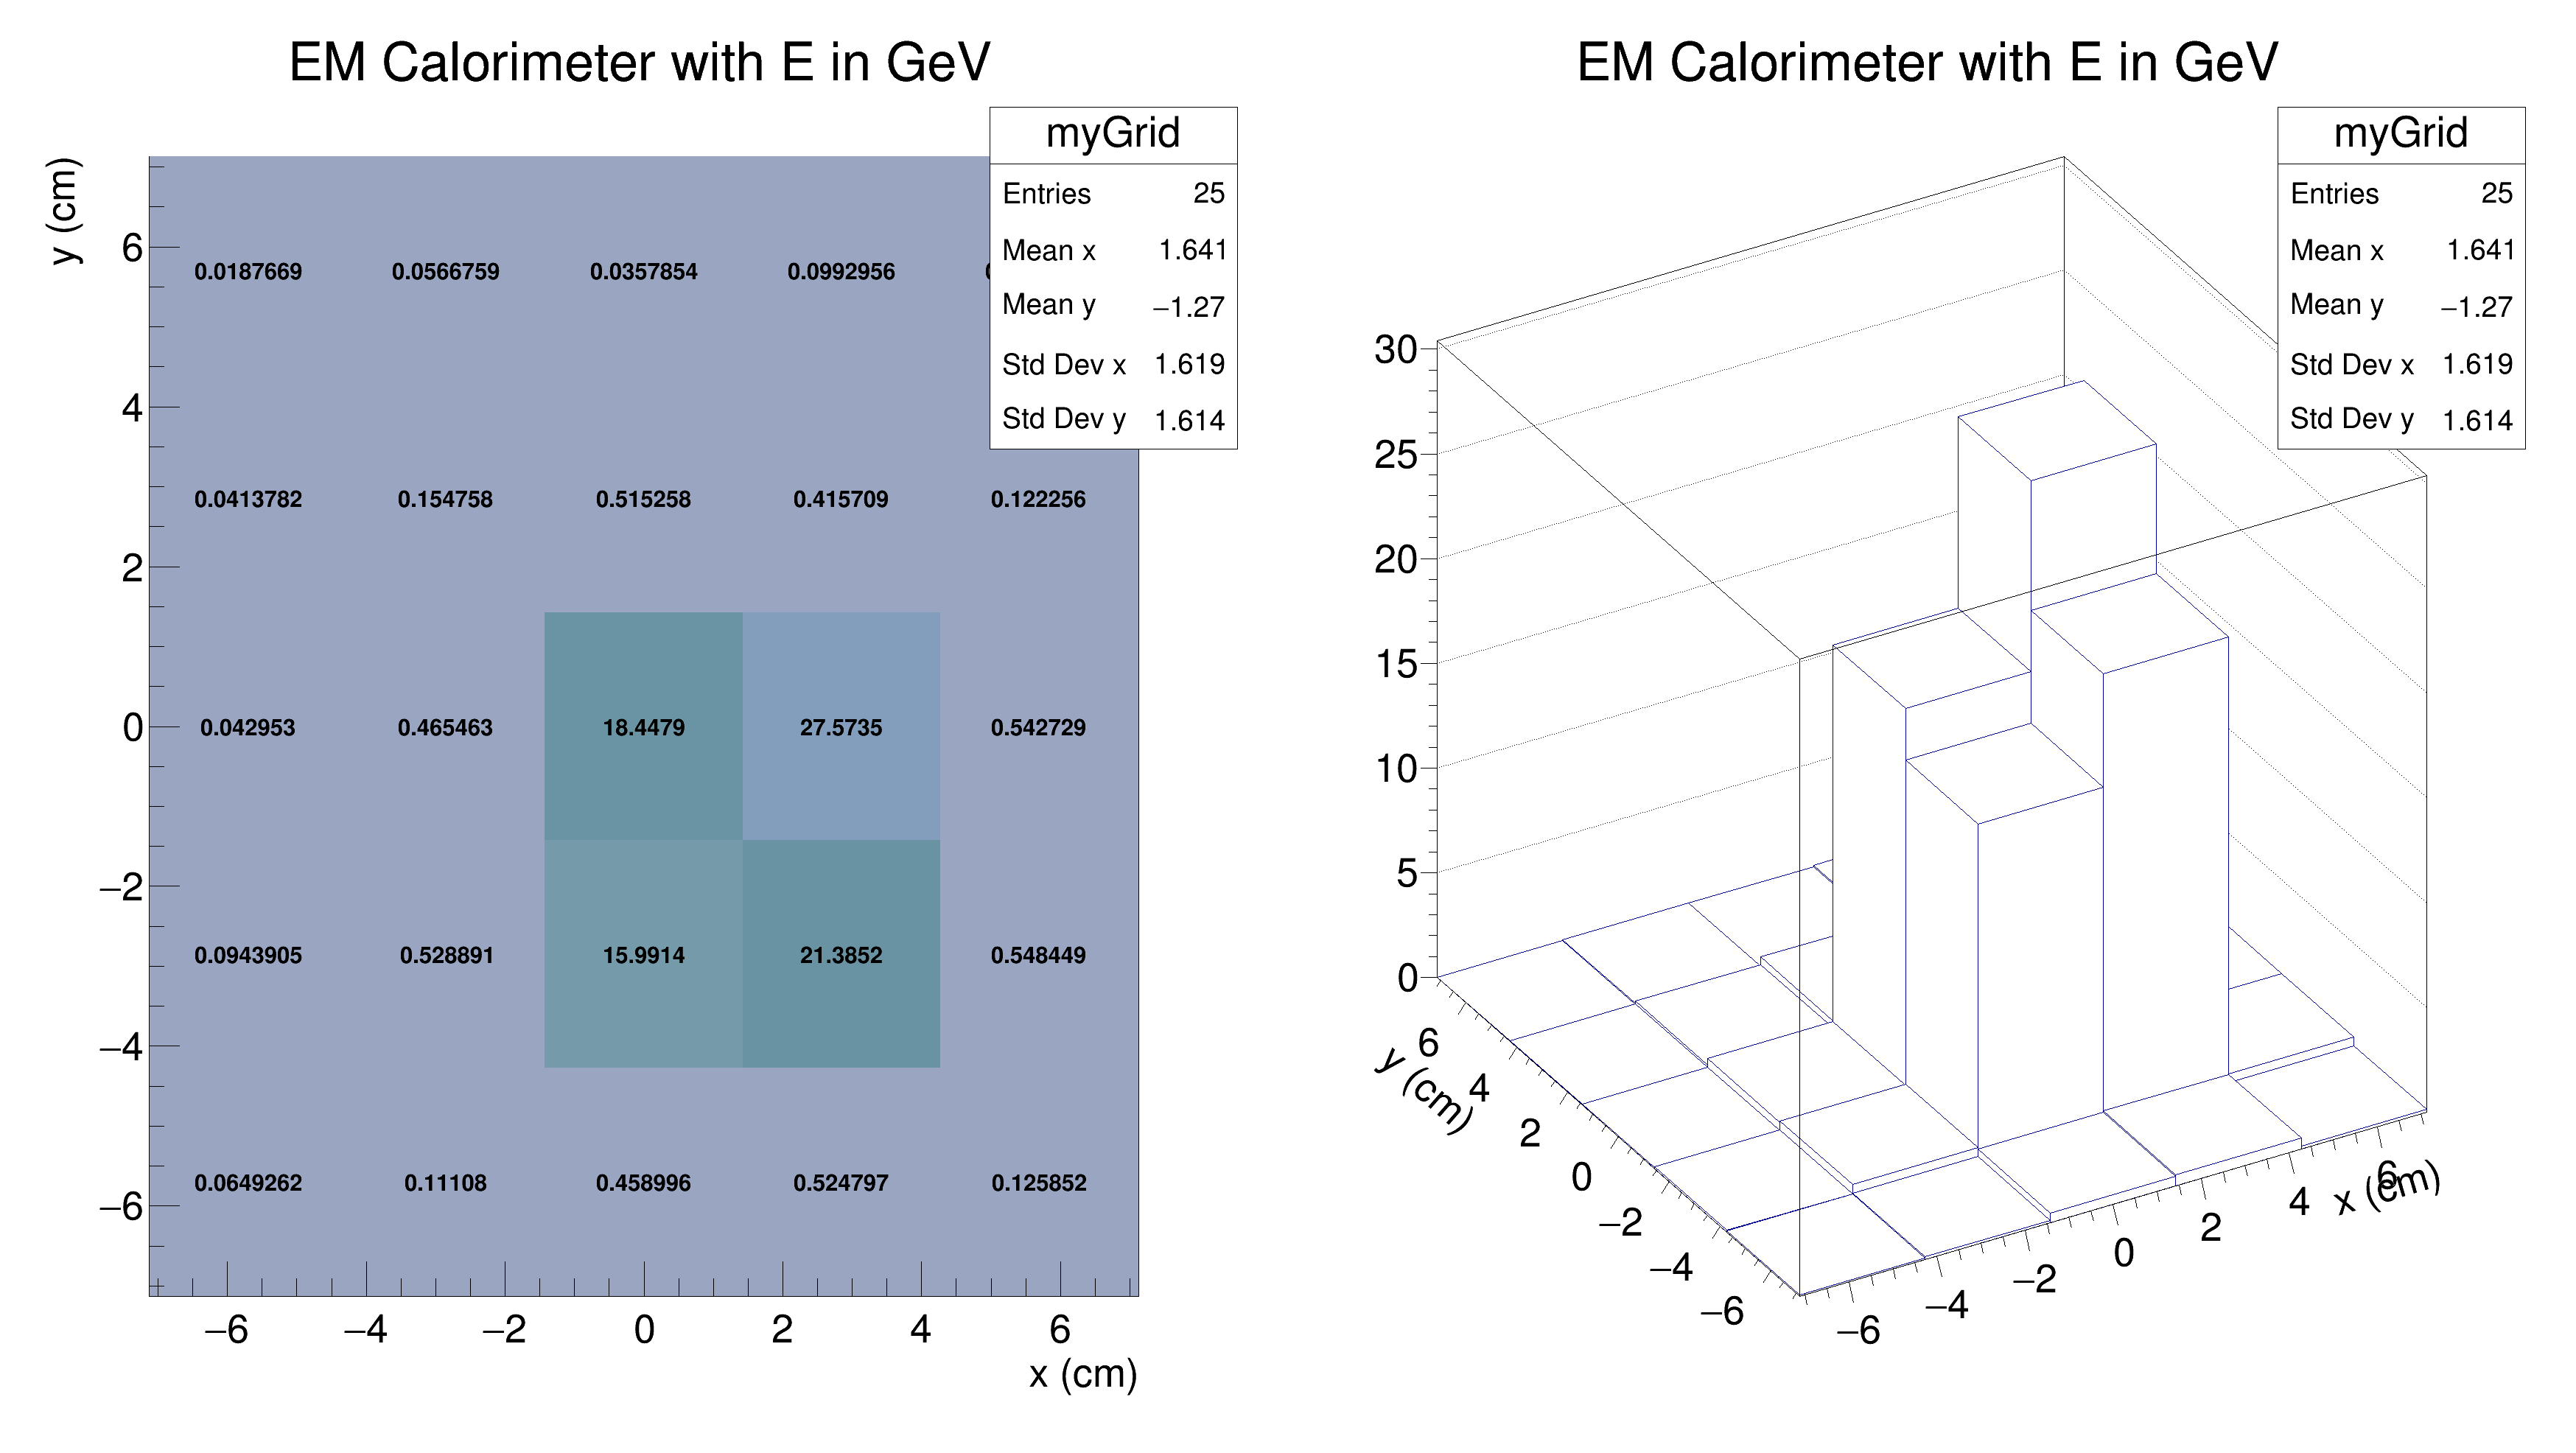 EM Calorimeter with E in GeV
myGrid
Entries 25
Mean x 1.641
Mean y −1.27
Std Dev x 1.619
Std Dev y 1.614
y (cm)
6
4
2
0
−2
−4
−6
0.0187669 0.0566759 0.0357854 0.0992956
0.0413782 0.154758 0.515258 0.415709 0.122256
0.042953 0.465463 18.4479 27.5735 0.542729
0.0943905 0.528891 15.9914 21.3852 0.548449
0.0649262 0.11108 0.458996 0.524797 0.125852
−6 −4 −2 0 2 4 6
x (cm)
EM Calorimeter with E in GeV
myGrid
Entries 25
Mean x 1.641
Mean y −1.27
Std Dev x 1.619
Std Dev y 1.614
30
25
20
15
10
5
0
6
4
2
0
−2
−4
−6
y (cm)
−6
−4
−2
0
2
4
6
x (cm)